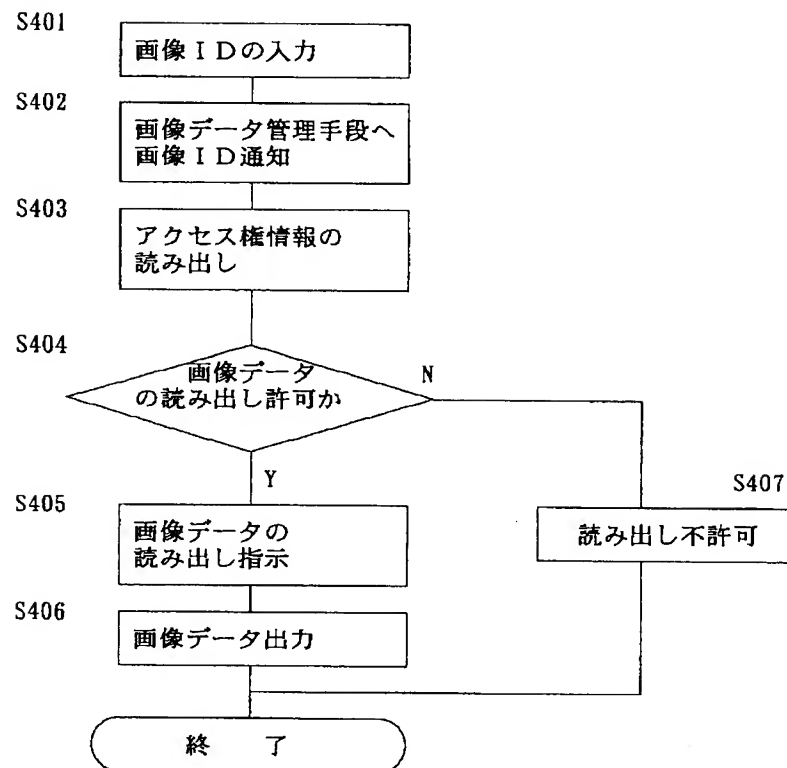 S401
画像ＩＤの入力
S402
画像データ管理手段へ
画像ＩＤ通知
S403
アクセス権情報の
読み出し
S404
画像データ
の読み出し許可か
N
Y
S405
画像データの
読み出し指示
S407
読み出し不許可
S406
画像データ出力
終　了